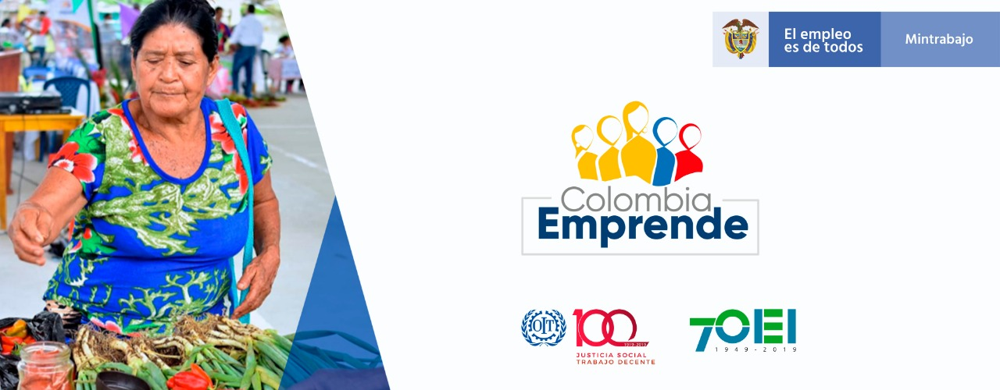 El empleo
es de todos
Mintrabajo
Colombia
Emprende
OIT
100
1919-2019
JUSTICIA SOCIAL
TRABAJO DECENTE
70EI
1949-2019